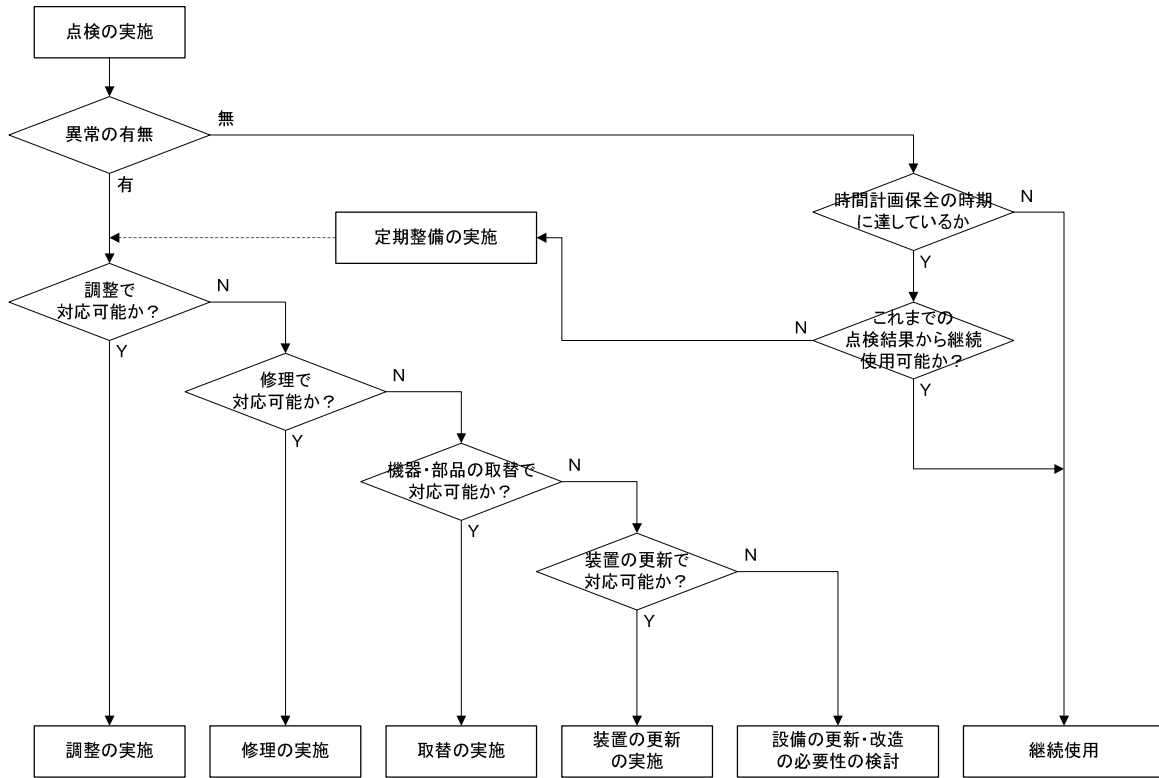 点検の実施
異常の有無
無
有
時間計画保全の時期
に達しているか
N
Y
定期整備の実施
調整で
対応可能か？
N
Y
これまでの
点検結果から継続
使用可能か？
N
Y
修理で
対応可能か？
N
Y
機器・部品の取替で
対応可能か？
N
Y
装置の更新で
対応可能か？
N
Y
調整の実施
修理の実施
取替の実施
装置の更新
の実施
設備の更新・改造
の必要性の検討
継続使用